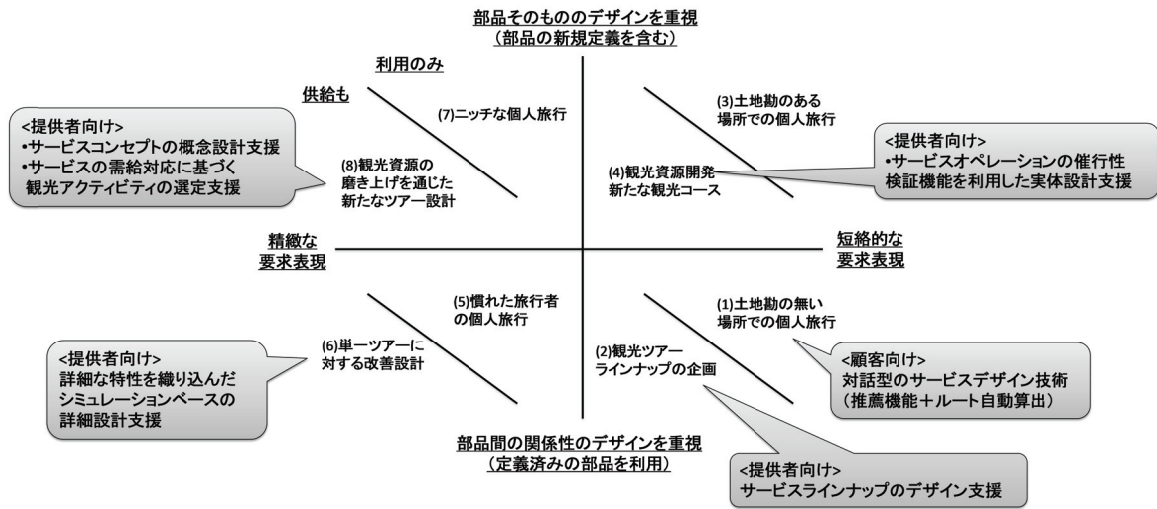 部品そのもののデザインを重視
（部品の新規定義を含む）
利用のみ
供給も
(7)ニッチな個人旅行
(3)土地勘のある
場所での個人旅行
<提供者向け>
•サービスコンセプトの概念設計支援
•サービスの需給対応に基づく
観光アクティビティの選定支援
(8)観光資源の
磨き上げを通じた
新たなツアー設計
(4)観光資源開発
新たな観光コース
<提供者向け>
•サービスオペレーションの催行性
検証機能を利用した実体設計支援
精緻な
要求表現
短絡的な
要求表現
(5)慣れた旅行者
の個人旅行
(1)土地勘の無い
場所での個人旅行
(6)単一ツアーに
対する改善設計
(2)観光ツアー
ラインナップの企画
<提供者向け>
詳細な特性を織り込んだ
シミュレーションベースの
詳細設計支援
<顧客向け>
対話型のサービスデザイン技術
（推薦機能＋ルート自動算出）
部品間の関係性のデザインを重視
（定義済みの部品を利用）
<提供者向け>
サービスラインナップのデザイン支援